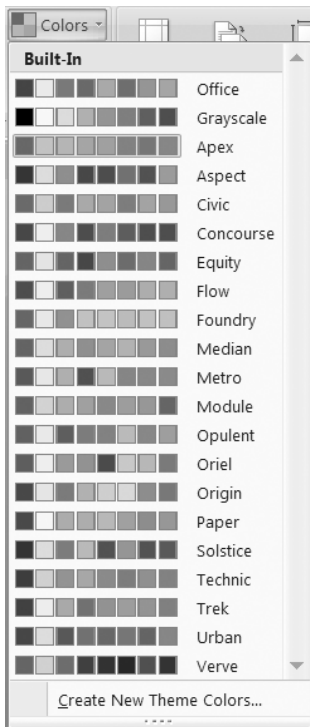 Colors
Built-In
Office
Grayscale
Apex
Aspect
Civic
Concourse
Equity
Flow
Foundry
Median
Metro
Module
Opulent
Oriel
Origin
Paper
Solstice
Technic
Trek
Urban
Verve
Create New Theme Colors...